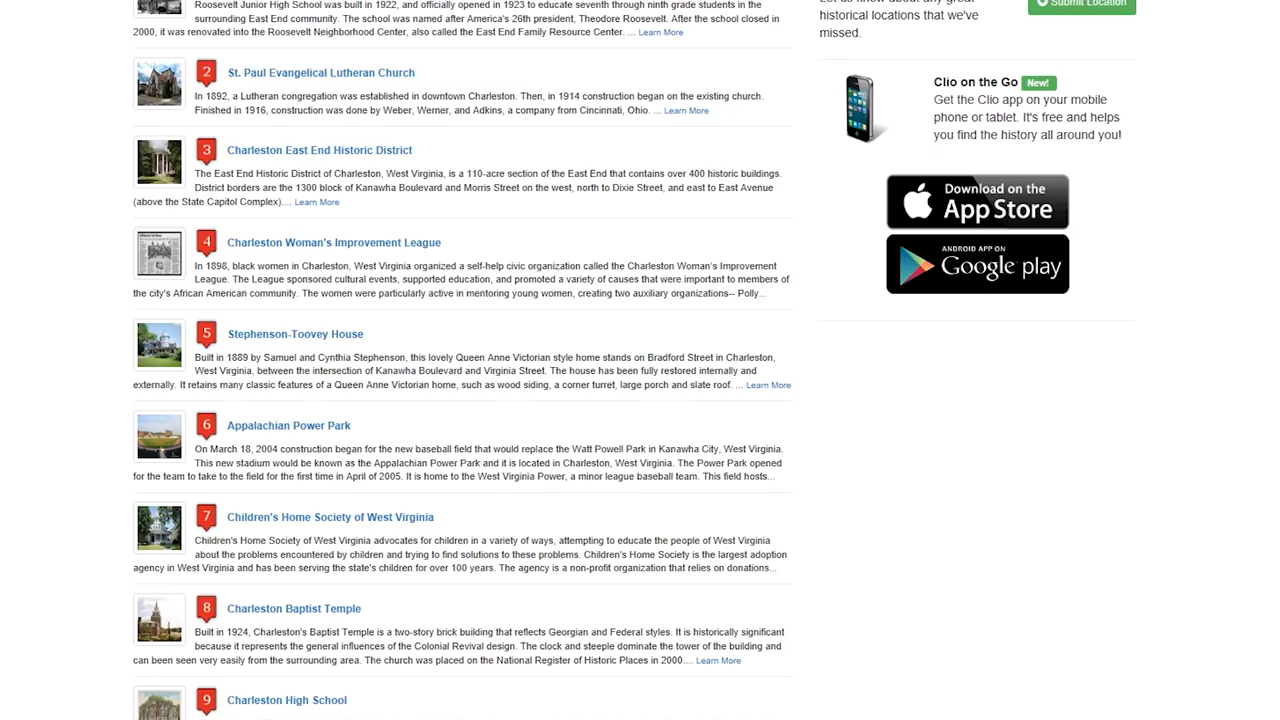 Roosevelt Junior High School was built in 1922, and officially opened in 1923 to educate seventh through ninth grade students in the
surrounding East End community. The school was named after America's 26th president, Theodore Roosevelt. After the school closed in
2000, it was renovated into the Roosevelt Neighborhood Center, also called the East End Family Resource Center. ... Learn More
2 St. Paul Evangelical Lutheran Church
In 1892, a Lutheran congregation was established in downtown Charleston. Then, in 1914 construction began on the existing church.
Finished in 1916, construction was done by Weber, Werner, and Adkins, a company from Cincinnati, Ohio. ... Learn More
3 Charleston East End Historic District
The East End Historic District of Charleston, West Virginia, is a 110-acre section of the East End that contains over 400 historic buildings.
District borders are the 1300 block of Kanawha Boulevard and Morris Street on the west, north to Dixie Street, and east to East Avenue
(above the State Capitol Complex).... Learn More
4 Charleston Woman's Improvement League
In 1898, black women in Charleston, West Virginia organized a self-help civic organization called the Charleston Woman's Improvement
League. The League sponsored cultural events, supported education, and promoted a variety of causes that were important to members of
the city's African American community. The women were particularly active in mentoring young women, creating two auxiliary organizations-- Polly...
5 Stephenson-Toovey House
Built in 1889 by Samuel and Cynthia Stephenson, this lovely Queen Anne Victorian style home stands on Bradford Street in Charleston,
West Virginia, between the intersection of Kanawha Boulevard and Virginia Street. The house has been fully restored internally and
externally. It retains many classic features of a Queen Anne Victorian home, such as wood siding, a corner turret, large porch and slate roof. ... Learn More
6 Appalachian Power Park
On March 18, 2004 construction began for the new baseball field that would replace the Watt Powell Park in Kanawha City, West Virginia.
This new stadium would be known as the Appalachian Power Park and it is located in Charleston, West Virginia. The Power Park opened
for the team to take to the field for the first time in April of 2005. It is home to the West Virginia Power, a minor league baseball team. This field hosts...
7 Children's Home Society of West Virginia
Children's Home Society of West Virginia advocates for children in a variety of ways, attempting to educate the people of West Virginia
about the problems encountered by children and trying to find solutions to these problems. Children's Home Society is the largest adoption
agency in West Virginia and has been serving the state's children for over 100 years. The agency is a non-profit organization that relies on donations...
8 Charleston Baptist Temple
Built in 1924, Charleston's Baptist Temple is a two-story brick building that reflects Georgian and Federal styles. It is historically significant
because it represents the general influences of the Colonial Revival design. The clock and steeple dominate the tower of the building and
can been seen very easily from the surrounding area. The church was placed on the National Register of Historic Places in 2000.... Learn More
9 Charleston High School
Let us know about any great
historical locations that we've
missed.
Submit Location
Clio on the Go New!
Get the Clio app on your mobile
phone or tablet. It's free and helps
you find the history all around you!
Download on the
App Store
ANDROID APP ON
Google play